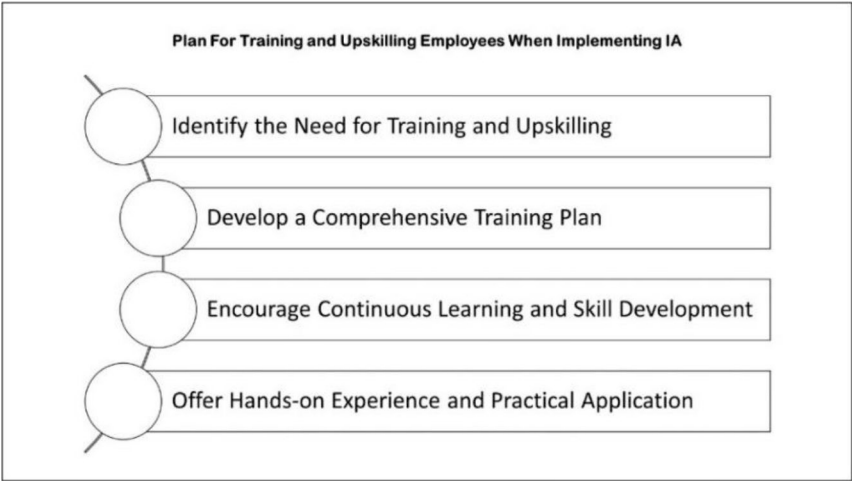 Plan For Training and Upskilling Employees When Implementing IA
Identify the Need for Training and Upskilling
Develop a Comprehensive Training Plan
Encourage Continuous Learning and Skill Development
Offer Hands-on Experience and Practical Application